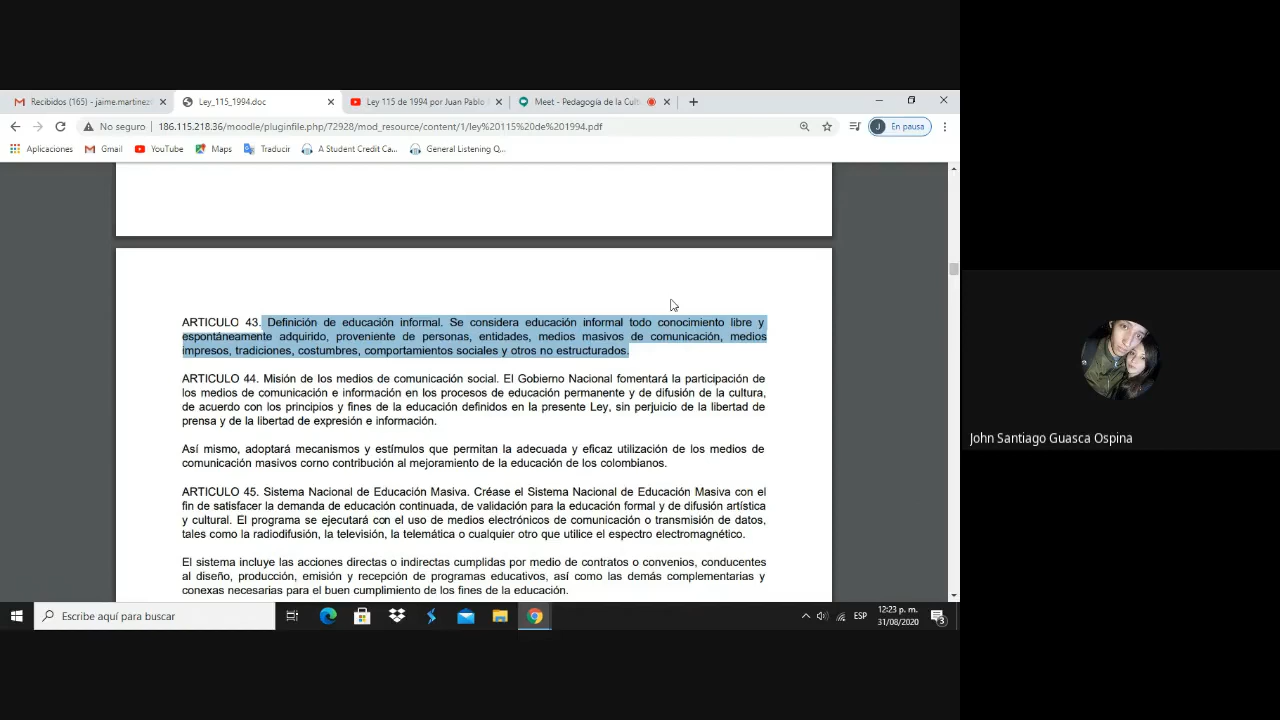 Recibidos (165) - jaime.martinez
Ley_115_1994.doc
Ley 115 de 1994 por Juan Pablo
Meet - Pedagogía de la Cult
No seguro
186.115.218.36/moodle/pluginfile.php/72928/mod_resource/content/1/ley%20115%20de%201994.pdf
J En pausa
Aplicaciones
Gmail
YouTube
Maps
Traducir
A Student Credit Ca...
General Listening Q...
ARTICULO 43. Definición de educación informal. Se considera educación informal todo conocimiento libre y
espontáneamente adquirido, proveniente de personas, entidades, medios masivos de comunicación, medios
impresos, tradiciones, costumbres, comportamientos sociales y otros no estructurados.
ARTICULO 44. Misión de los medios de comunicación social. El Gobierno Nacional fomentará la participación de
los medios de comunicación e información en los procesos de educación permanente y de difusión de la cultura,
de acuerdo con los principios y fines de la educación definidos en la presente Ley, sin perjuicio de la libertad de
prensa y de la libertad de expresión e información.
Así mismo, adoptará mecanismos y estímulos que permitan la adecuada y eficaz utilización de los medios de
comunicación masivos corno contribución al mejoramiento de la educación de los colombianos.
ARTICULO 45. Sistema Nacional de Educación Masiva. Créase el Sistema Nacional de Educación Masiva con el
fin de satisfacer la demanda de educación continuada, de validación para la educación formal y de difusión artística
y cultural. El programa se ejecutará con el uso de medios electrónicos de comunicación o transmisión de datos,
tales como la radiodifusión, la televisión, la telemática o cualquier otro que utilice el espectro electromagnético.
El sistema incluye las acciones directas o indirectas cumplidas por medio de contratos o convenios, conducentes
al diseño, producción, emisión y recepción de programas educativos, así como las demás complementarias y
conexas necesarias para el buen cumplimiento de los fines de la educación.
John Santiago Guasca Ospina
Escribe aquí para buscar
ESP
12:23 p. m.
31/08/2020
3